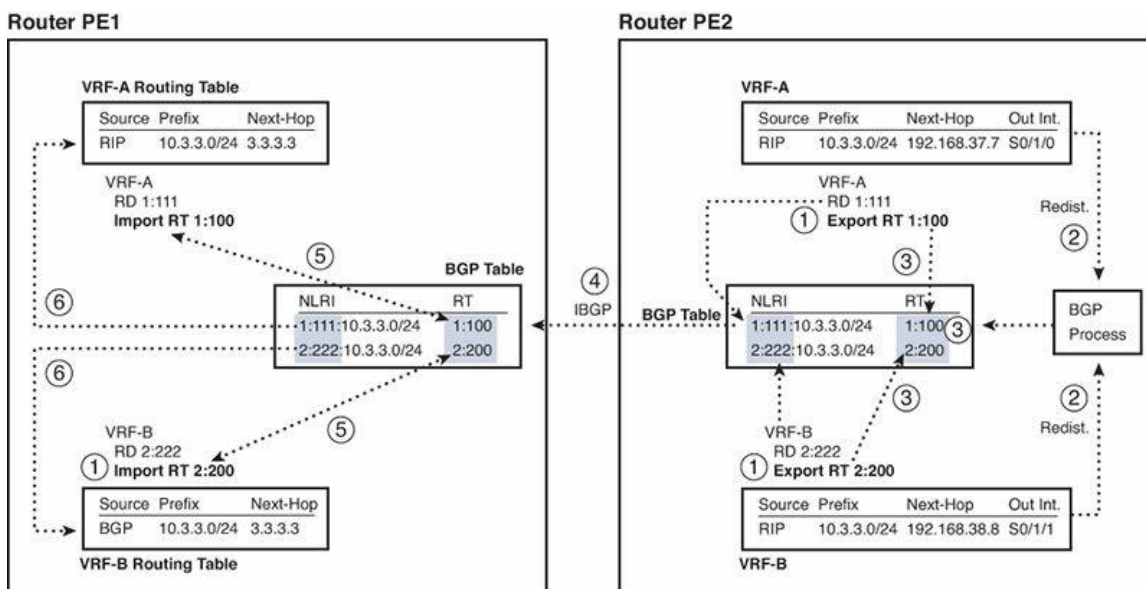 Router PE1
VRF-A Routing Table
Source Prefix Next-Hop
RIP 10.3.3.0/24 3.3.3.3
VRF-A
RD 1:111
Import RT 1:100
5
6
BGP Table
NLRI RT
1:111:10.3.3.0/24 1:100
2:222:10.3.3.0/24 2:200
6
5
VRF-B
RD 2:222
1 Import RT 2:200
Source Prefix Next-Hop
BGP 10.3.3.0/24 3.3.3.3
VRF-B Routing Table
4
IBGP
Router PE2
VRF-A
Source Prefix Next-Hop Out Int.
RIP 10.3.3.0/24 192.168.37.7 S0/1/0
VRF-A
RD 1:111
1 Export RT 1:100
Redist.
2
3
BGP Table
NLRI RT
1:111:10.3.3.0/24 1:100
3
2:222:10.3.3.0/24 2:200
BGP
Process
3
2
Redist.
VRF-B
RD 2:222
1 Export RT 2:200
Source Prefix Next-Hop Out Int.
RIP 10.3.3.0/24 192.168.38.8 S0/1/1
VRF-B